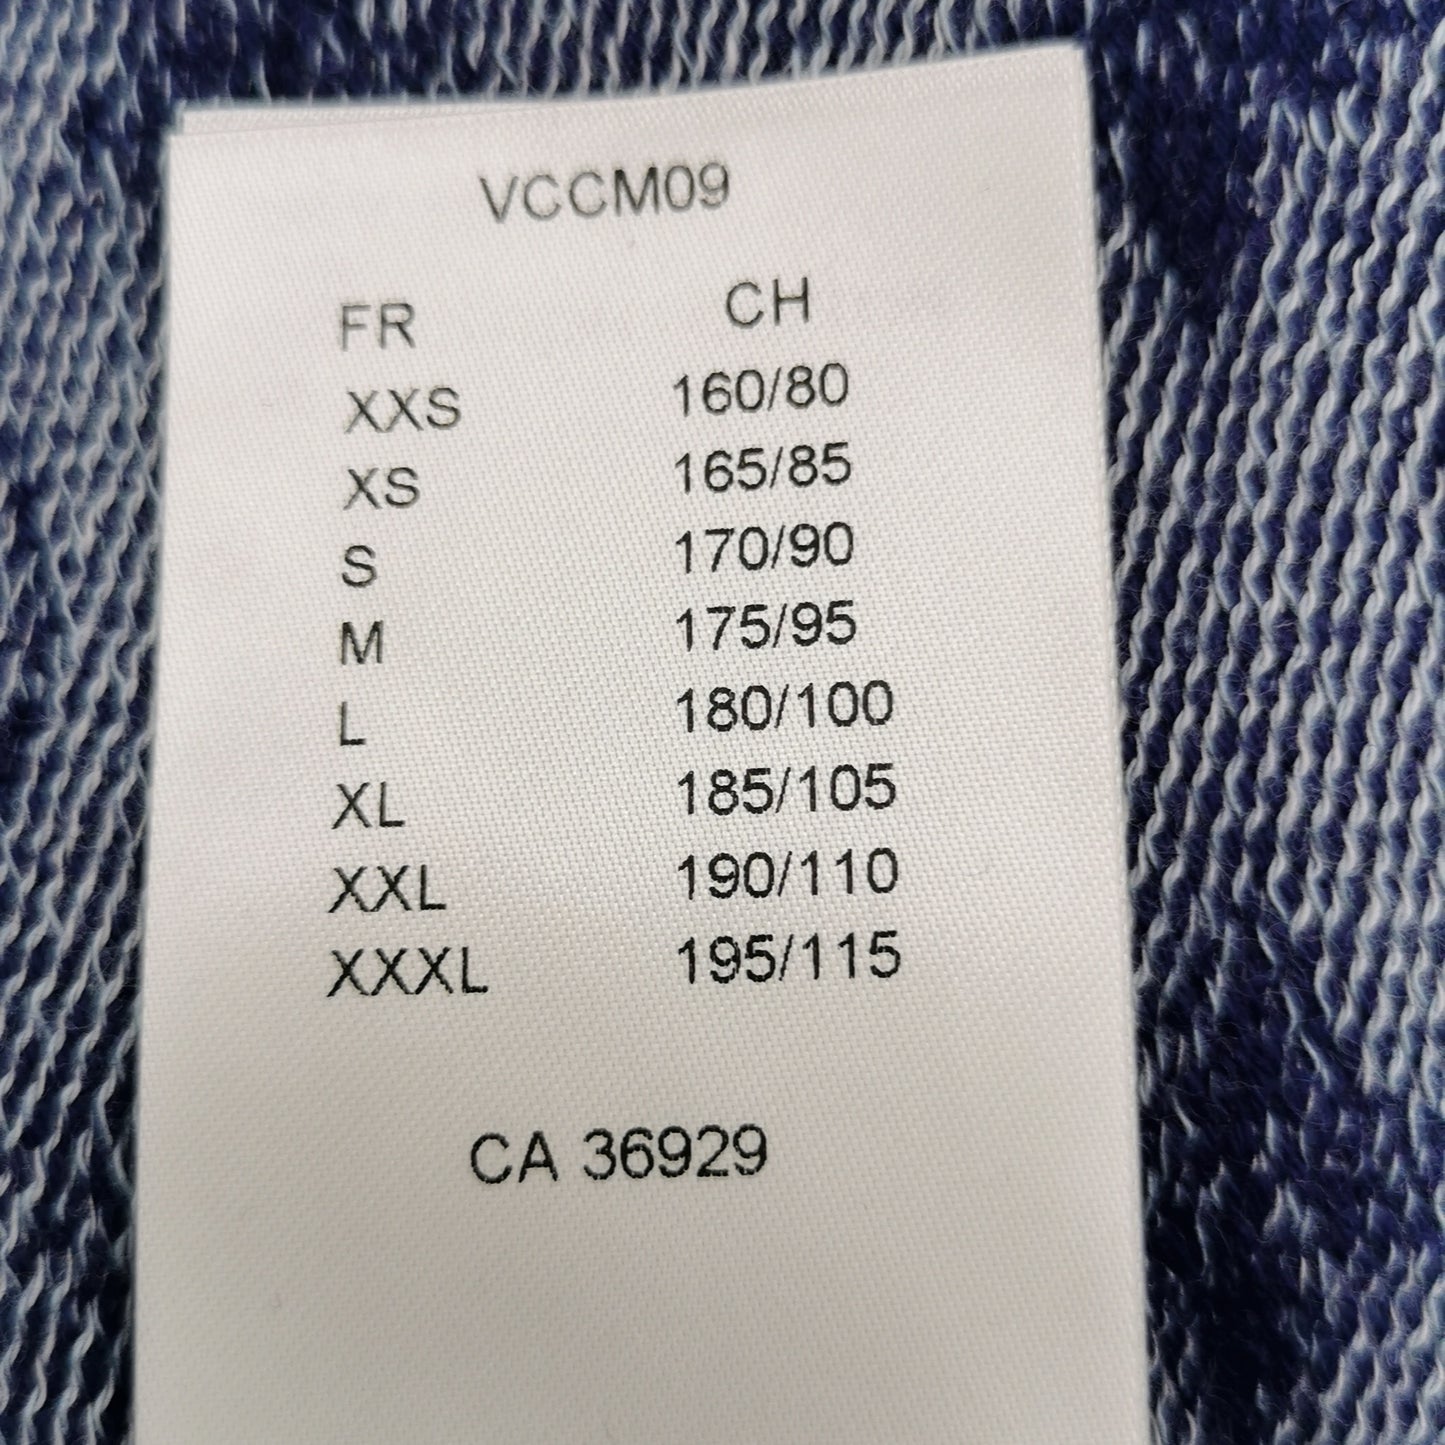 VCCM09
FR CH
XXS 160/80
XS 165/85
S 170/90
M 175/95
L 180/100
XL 185/105
XXL 190/110
XXXL 195/115
CA 36929